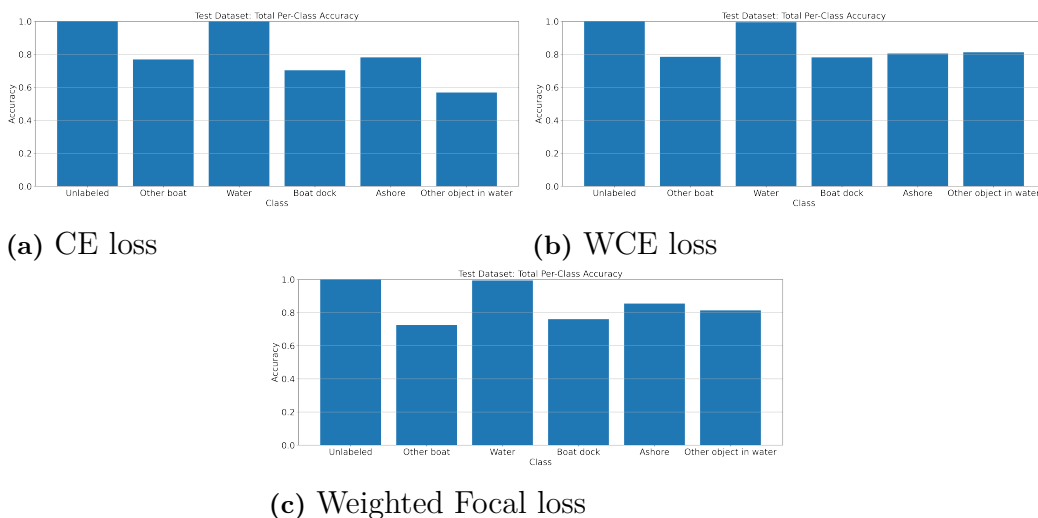 Test Dataset: Total Per-Class Accuracy
1.0
0.8
0.6
0.4
0.2
0.0
Accuracy
Unlabeled Other boat Water Boat dock Ashore Other object in water
Class
(a) CE loss
Test Dataset: Total Per-Class Accuracy
1.0
0.8
0.6
0.4
0.2
0.0
Accuracy
Unlabeled Other boat Water Boat dock Ashore Other object in water
Class
(b) WCE loss
Test Dataset: Total Per-Class Accuracy
1.0
0.8
0.6
0.4
0.2
0.0
Accuracy
Unlabeled Other boat Water Boat dock Ashore Other object in water
Class
(c) Weighted Focal loss